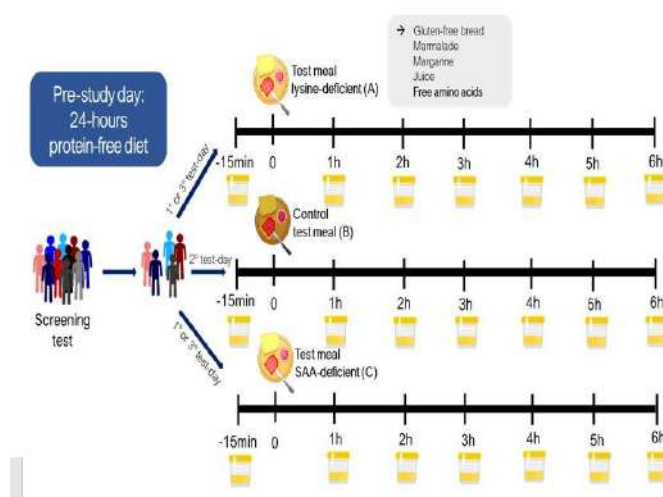 → Gluten-free bread
Marmalade
Margarine
Juice
Free amino acids
Pre-study day:
24-hours
protein-free diet
Test meal
lysine-deficient (A)
-15min 0 1h 2h 3h 4h 5h 6h
1° or 3° test-day
Control
test meal (B)
2° test-day
-15min 0 1h 2h 3h 4h 5h 6h
Screening
test
1° or 3° test-day
Test meal
SAA-deficient (C)
-15min 0 1h 2h 3h 4h 5h 6h